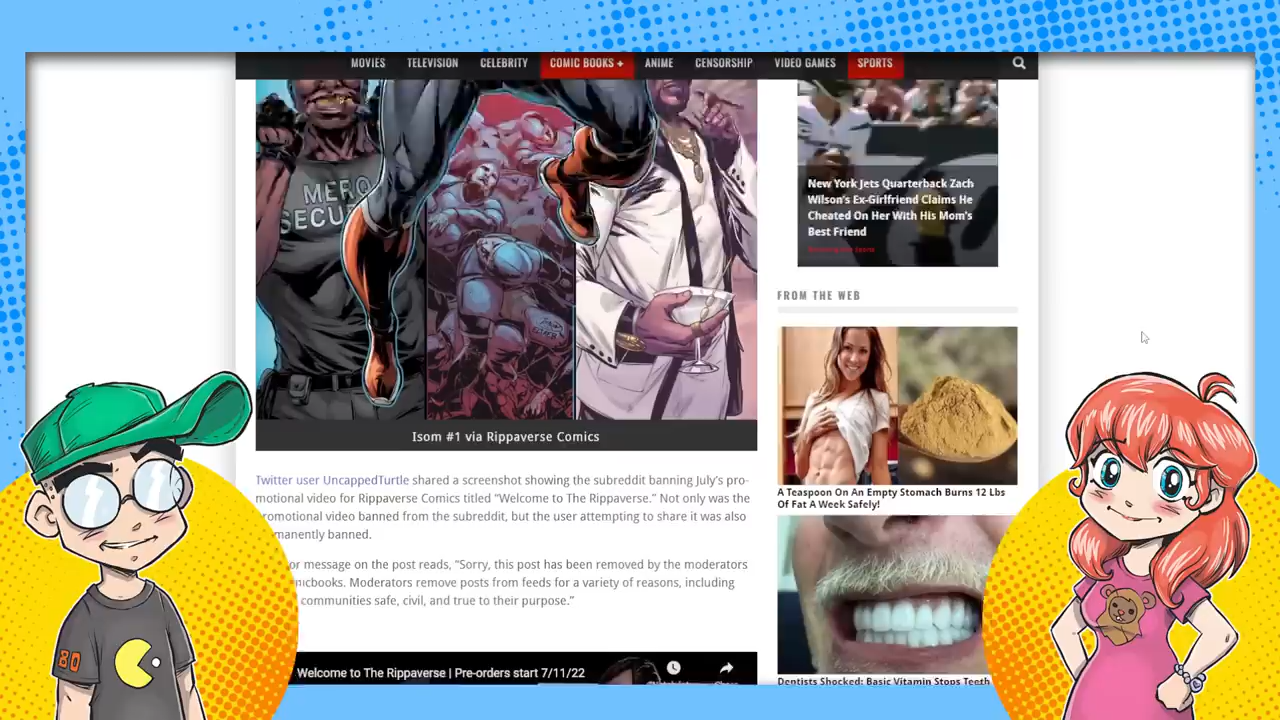 MOVIES TELEVISION CELEBRITY COMIC BOOKS + ANIME CENSORSHIP VIDEO GAMES SPORTS
MERC
SECU
Isom #1 via Rippaverse Comics
Twitter user UncappedTurtle shared a screenshot showing the subreddit banning July's pro-
motional video for Rippaverse Comics titled "Welcome to The Rippaverse." Not only was the
romotional video banned from the subreddit, but the user attempting to share it was also
manently banned.
or message on the post reads, "Sorry, this post has been removed by the moderators
micbooks. Moderators remove posts from feeds for a variety of reasons, including
communities safe, civil, and true to their purpose."
Welcome to The Rippaverse | Pre-orders start 7/11/22
New York Jets Quarterback Zach
Wilson's Ex-Girlfriend Claims He
Cheated On Her With His Mom's
Best Friend
FROM THE WEB
A Teaspoon On An Empty Stomach Burns 12 Lbs
Of Fat A Week Safely!
Dentists Shocked: Basic Vitamin Stops Teeth
80